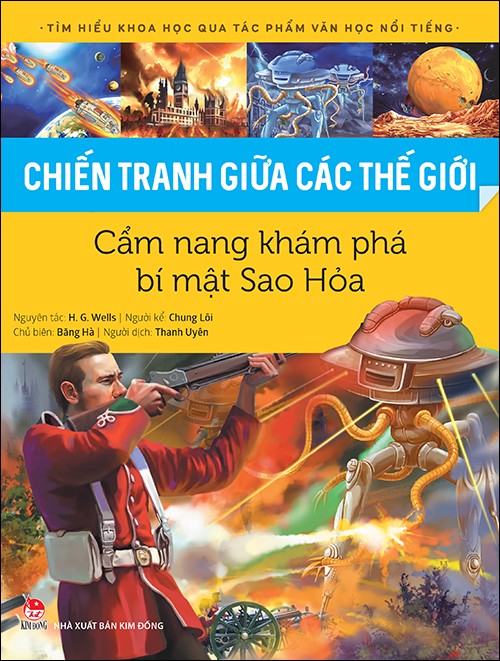 • TÌM HIỂU KHOA HỌC QUA TÁC PHẨM VĂN HỌC NỔI TIẾNG •
CHIẾN TRANH GIỮA CÁC THẾ GIỚI
Cẩm nang khám phá
bí mật Sao Hỏa
Nguyên tác: H. G. Wells | Người kể: Chung Lôi
Chủ biên: Băng Hà | Người dịch: Thanh Uyên
KIM ĐỒNG
NHÀ XUẤT BẢN KIM ĐỒNG